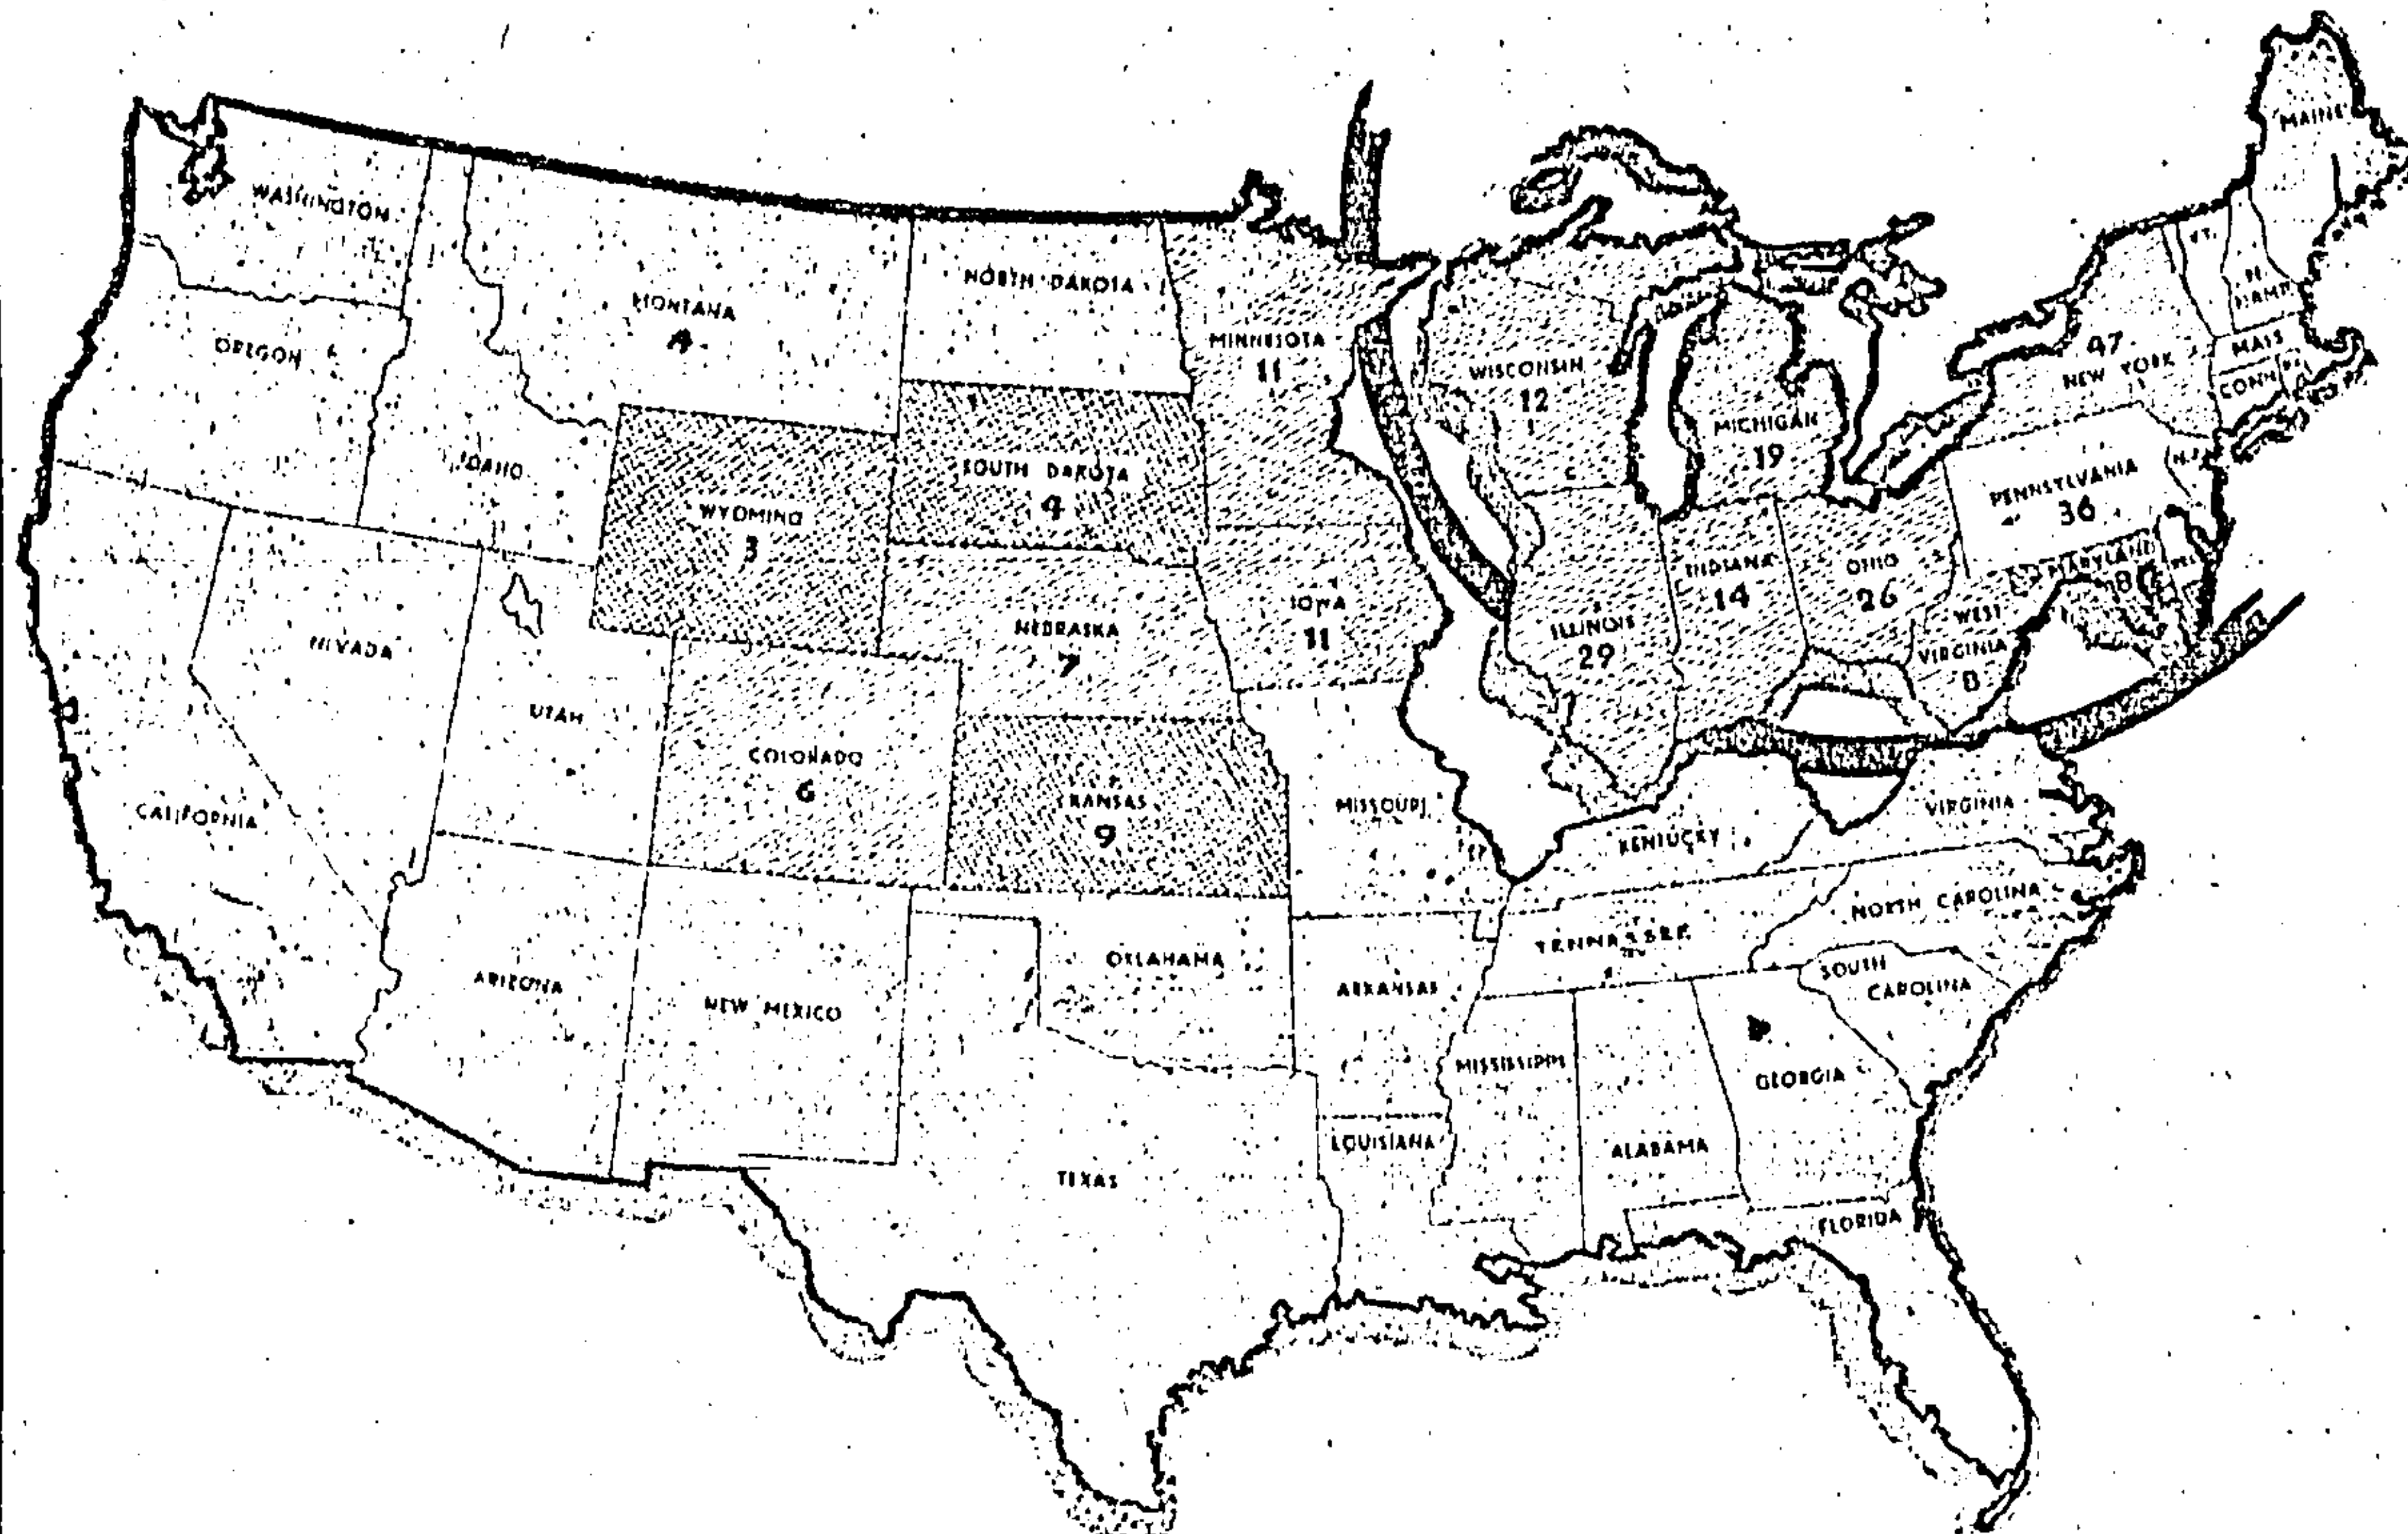 WASHINGTON
OREGON
IDAHO
MONTANA
4
NORTH DAKOTA
SOUTH DAKOTA
4
WYOMING
3
NEBRASKA
7
NEVADA
UTAH
COLORADO
6
KANSAS
9
CALIFORNIA
ARIZONA
NEW MEXICO
OKLAHAMA
TEXAS
MINNESOTA
11
IOWA
11
MISSOURI
ARKANSAS
LOUISIANA
WISCONSIN
12
MICHIGAN
19
ILLINOIS
29
INDIANA
14
OHIO
26
WEST
VIRGINIA
8
KENTUCKY
TENNESSEE
MISSISSIPPI
ALABAMA
GEORGIA
FLORIDA
SOUTH
CAROLINA
NORTH CAROLINA
VIRGINIA
MARYLAND
8
PENNSYLVANIA
36
N.J.
47
NEW YORK
VT.
N.
HAMP.
MAINE
MASS
CONN